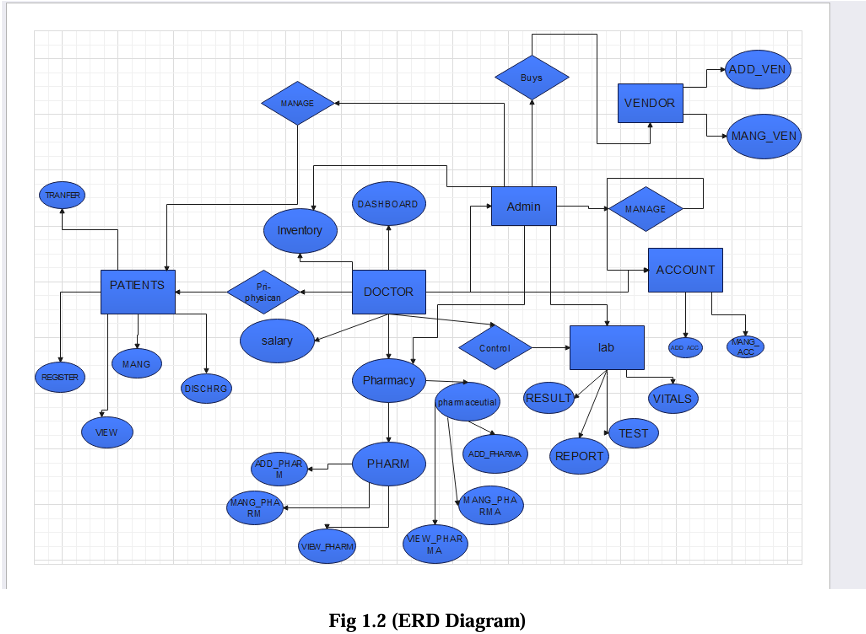 ADD_VEN
Buys
VENDOR
MANAGE
MANG_VEN
TRANFER
DASHBOARD
Admin
MANAGE
Inventory
PATIENTS
Pri-
physican
DOCTOR
ACCOUNT
salary
Control
lab
ADD_ACC
MANG_
ACC
MANG
REGISTER
DISCHRG
Pharmacy
pharmaceutial
RESULT
VITALS
VIEW
TEST
ADD_PHARMA
REPORT
PHARM
ADD_PHAR
M
MANG_PHA
RM
MANG_PHA
RMA
VIEW_PHARM
VIEW_PHAR
MA
Fig 1.2 (ERD Diagram)